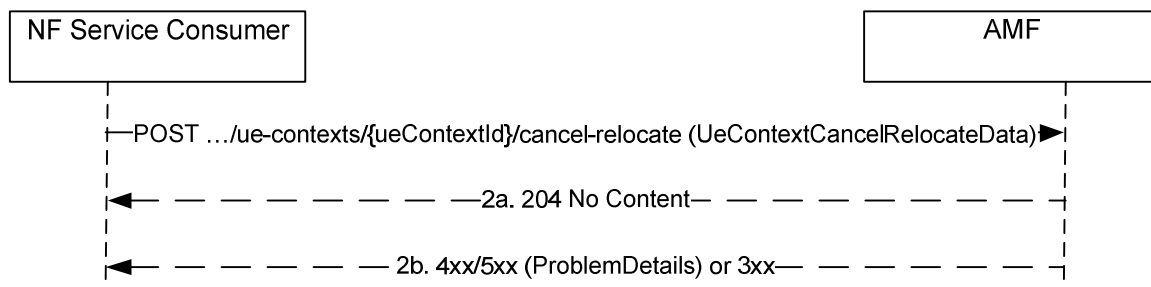 NF Service Consumer
AMF
POST …/ue-contexts/{ueContextId}/cancel-relocate (UeContextCancelRelocateData)
2a. 204 No Content
2b. 4xx/5xx (ProblemDetails) or 3xx